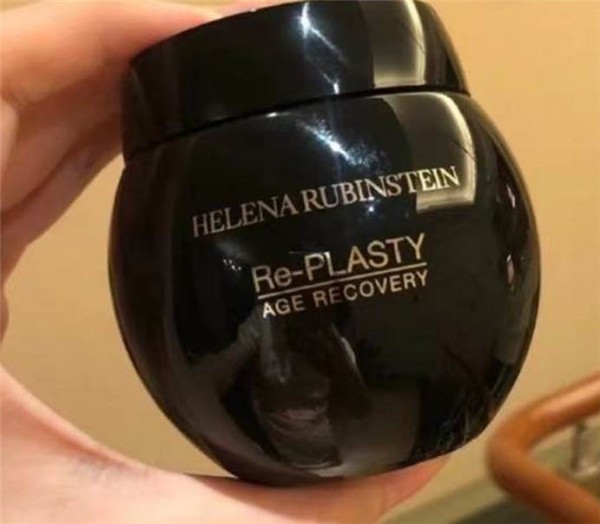 HELENA RUBINSTEIN
Re-PLASTY
AGE RECOVERY